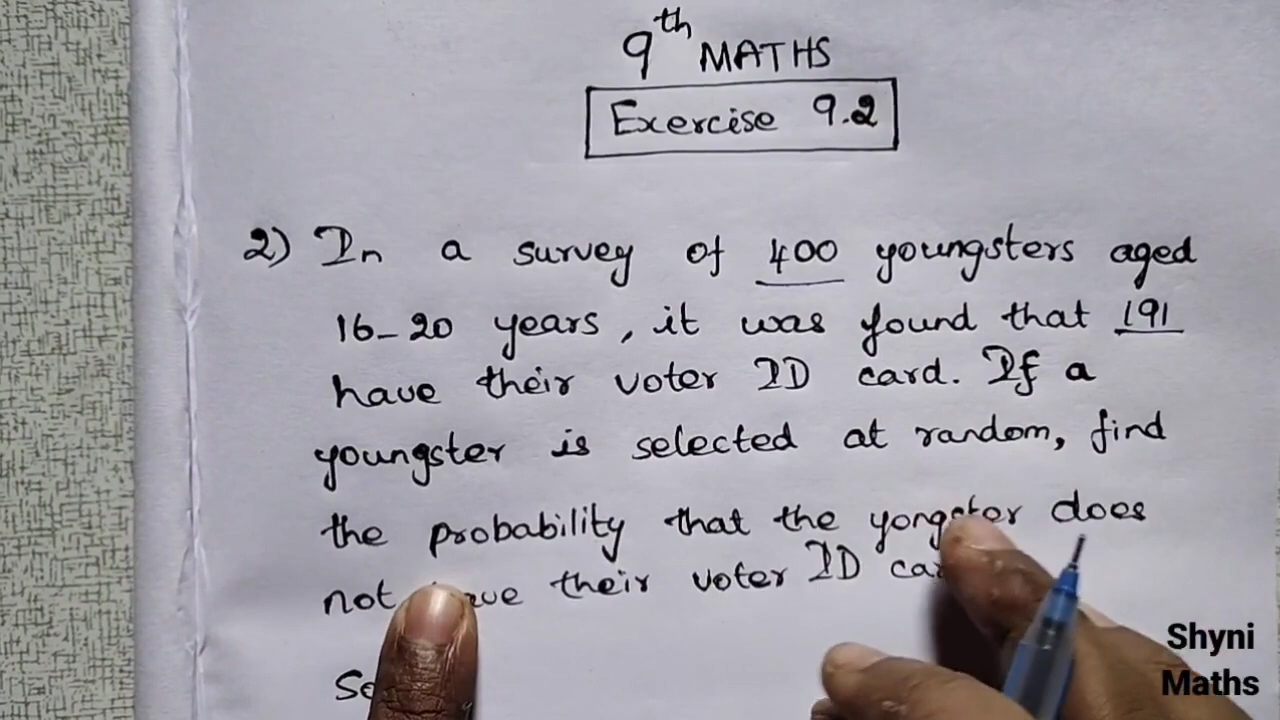 9th MATHS
Exercise 9.2
2) In a survey of 400 youngsters aged
16-20 years, it was found that 191
have their voter ID card. If a
youngster is selected at random, find
the probability that the yongster does
not their voter ID
Shyni
Maths